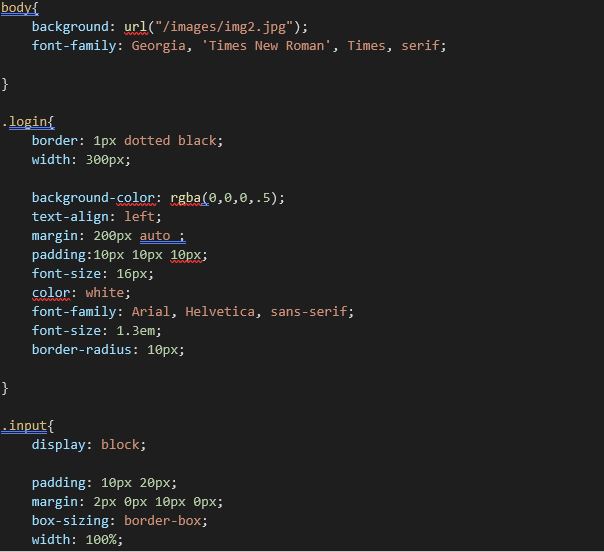 body{
background: url("/images/img2.jpg");
font-family: Georgia, 'Times New Roman', Times, serif;
}
.login{
border: 1px dotted black;
width: 300px;
background-color: rgba(0,0,0,.5);
text-align: left;
margin: 200px auto ;
padding:10px 10px 10px;
font-size: 16px;
color: white;
font-family: Arial, Helvetica, sans-serif;
font-size: 1.3em;
border-radius: 10px;
}
.input{
display: block;
padding: 10px 20px;
margin: 2px 0px 10px 0px;
box-sizing: border-box;
width: 100%;